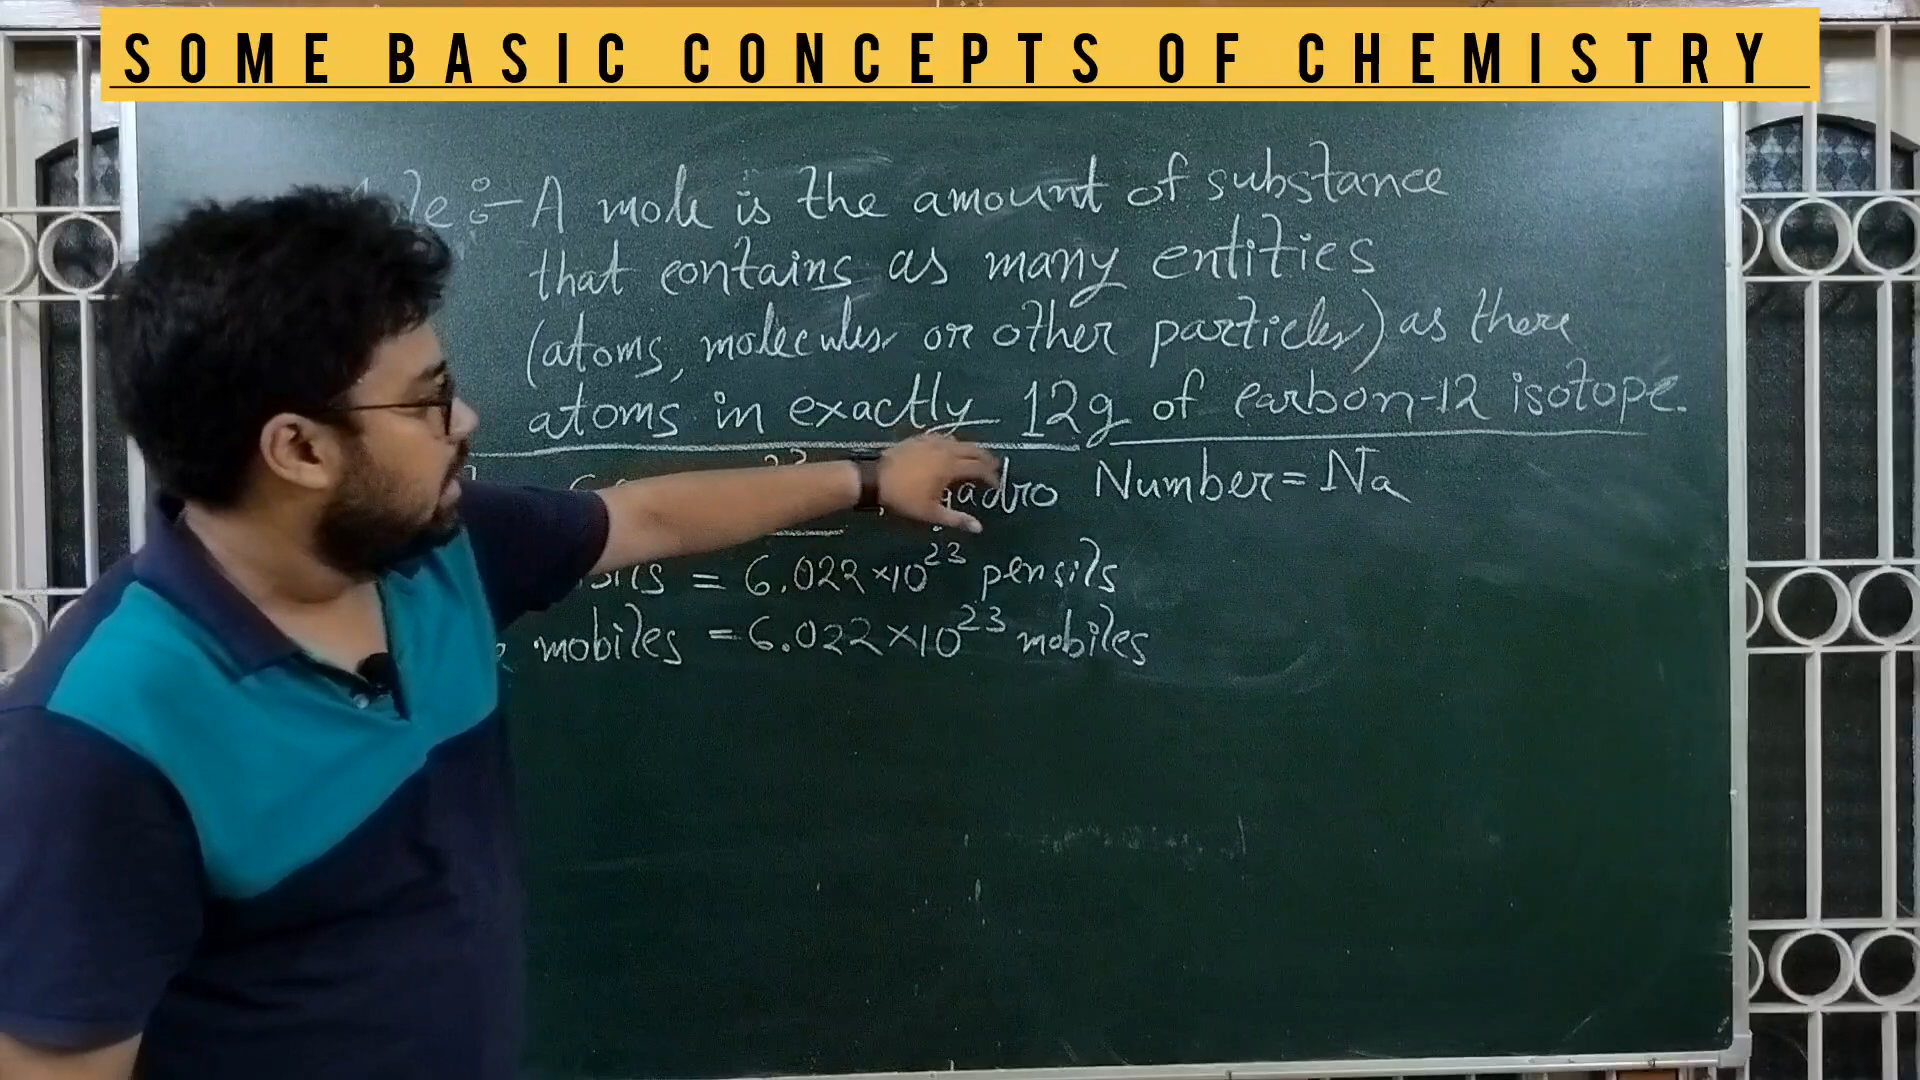 SOME BASIC CONCEPTS OF CHEMISTRY
:- A mole is the amount of substance
that contains as many entities
(atoms, molecules or other particles) as there
atoms in exactly 12g of carbon-12 isotope.
23 gadro Number = Na
= 6.022×10²³ pensils
mobiles = 6.022×10²³ mobiles